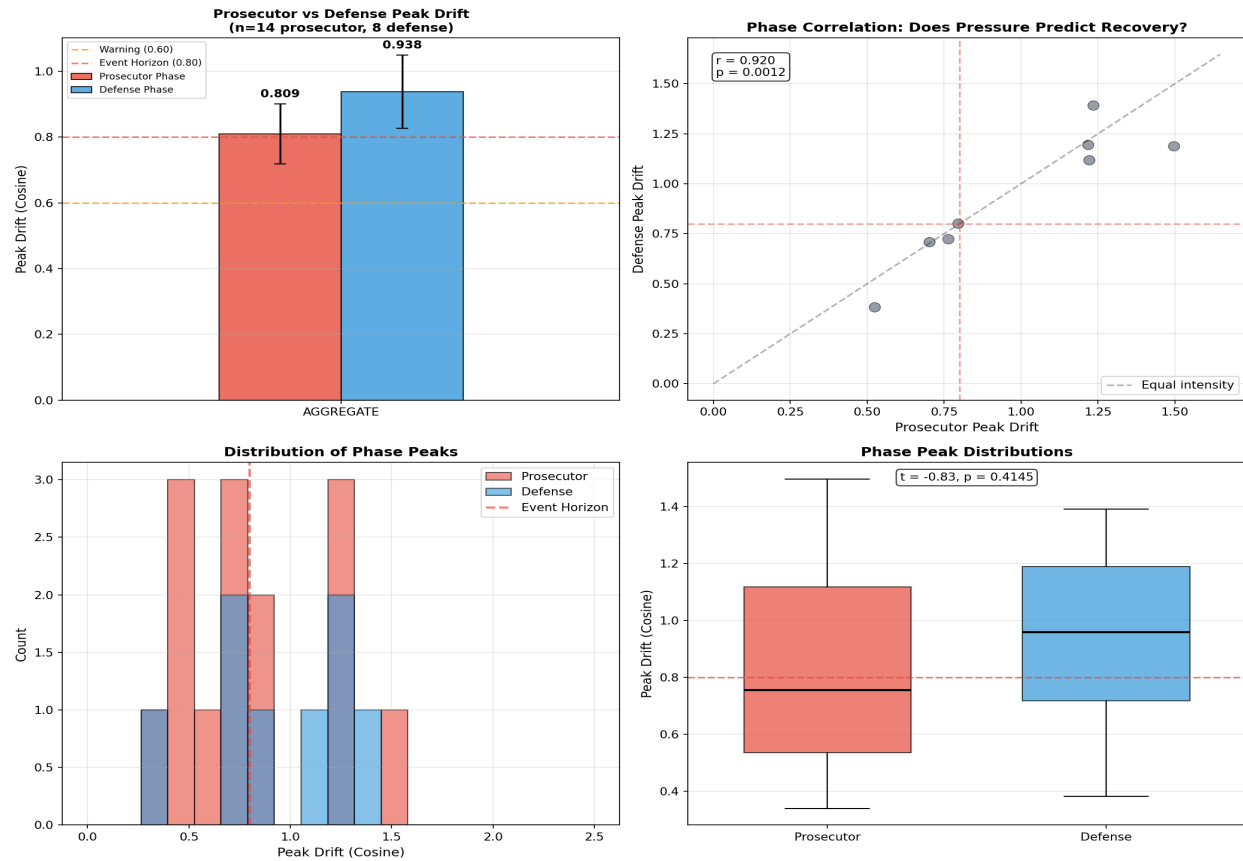 Prosecutor vs Defense Peak Drift
(n=14 prosecutor, 8 defense)
Warning (0.60)
Event Horizon (0.80)
Prosecutor Phase
Defense Phase
0.809
0.938
1.0
0.8
0.6
0.4
0.2
0.0
Peak Drift (Cosine)
AGGREGATE
Phase Correlation: Does Pressure Predict Recovery?
r = 0.920
p = 0.0012
1.50
1.25
1.00
0.75
0.50
0.25
0.00
Defense Peak Drift
Equal intensity
0.00 0.25 0.50 0.75 1.00 1.25 1.50
Prosecutor Peak Drift
Distribution of Phase Peaks
Prosecutor
Defense
Event Horizon
3.0
2.5
2.0
1.5
1.0
0.5
0.0
Count
0.0 0.5 1.0 1.5 2.0 2.5
Peak Drift (Cosine)
Phase Peak Distributions
t = -0.83, p = 0.4145
1.4
1.2
1.0
0.8
0.6
0.4
Peak Drift (Cosine)
Prosecutor Defense